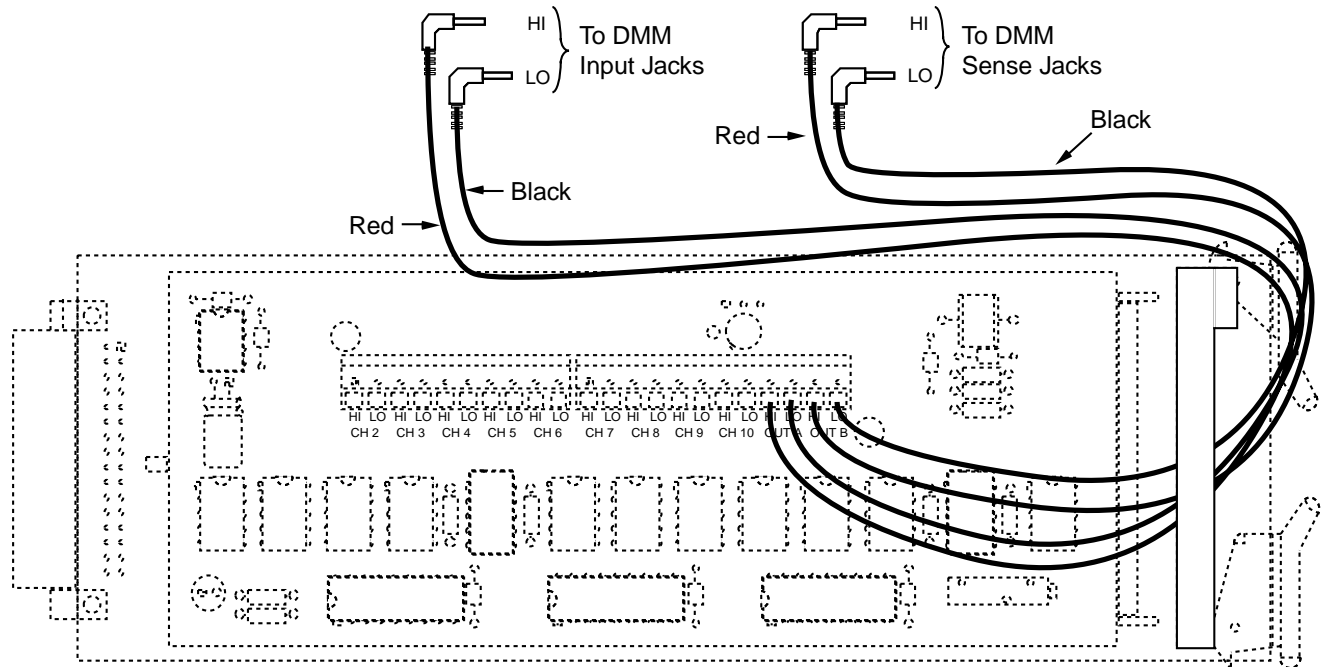 HI
To DMM
Input Jacks
LO
HI
To DMM
Sense Jacks
LO
Red
Black
Black
Red
HI LO HI LO HI LO HI LO HI LO HI LO HI LO HI LO HI LO HI LO HI LO
CH 2 CH 3 CH 4 CH 5 CH 6 CH 7 CH 8 CH 9 CH 10 OUT A OUT B